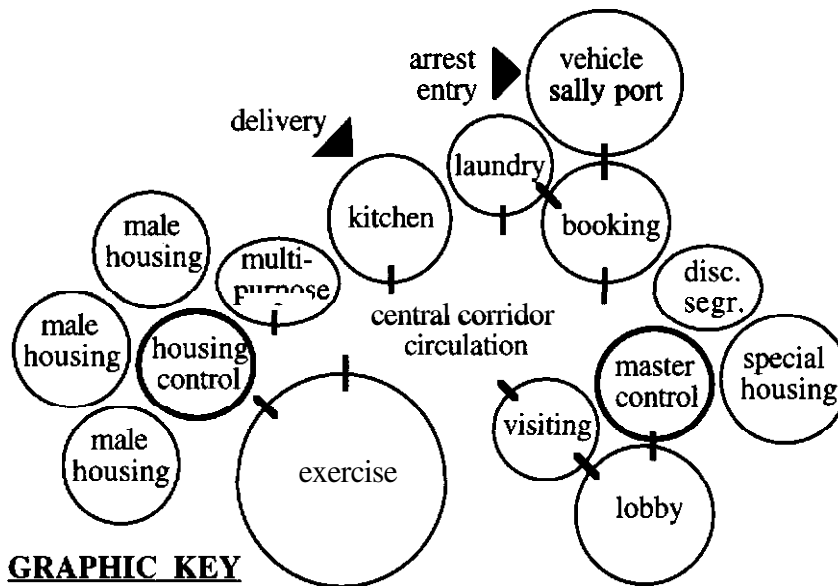 arrest
entry
vehicle
sally port
delivery
laundry
kitchen
booking
male
housing
multi-
purpose
disc.
segr.
central corridor
circulation
male
housing
housing
control
master
control
special
housing
visiting
male
housing
exercise
lobby
GRAPHIC KEY